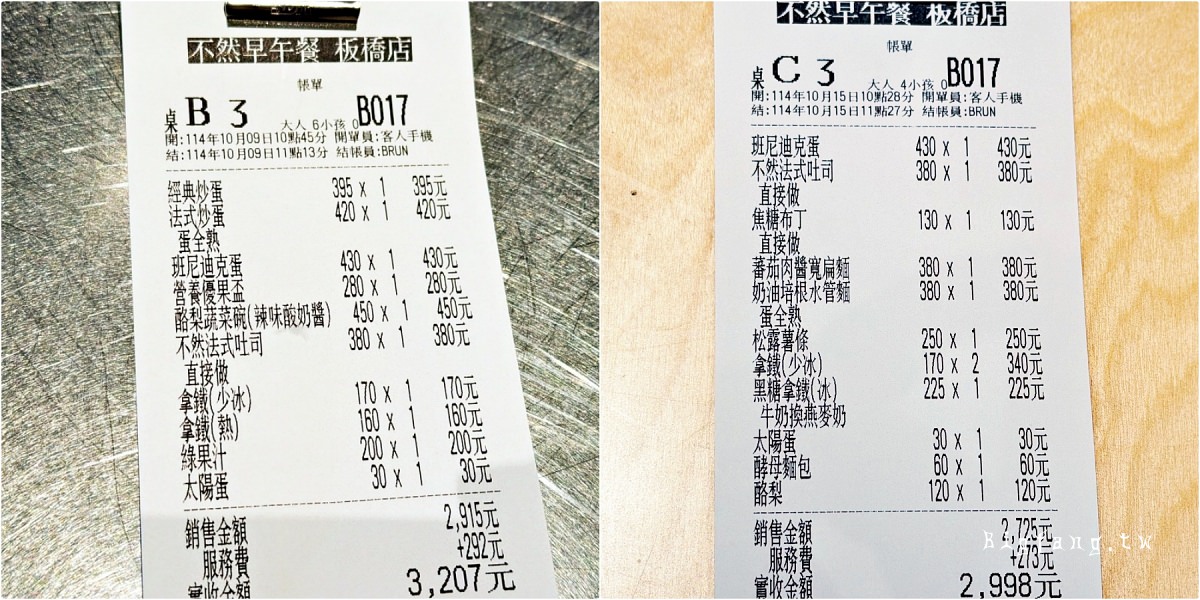 不然早午餐 板橋店
帳單
桌 B 3 大人 6小孩 0 B017
開:114年10月09日10點45分 開單員:客人手機
結:114年10月09日11點13分 結帳員:BRUN
經典炒蛋 395 x 1 395元
法式炒蛋 420 x 1 420元
蛋全熟
班尼迪克蛋 430 x 1 430元
營養優果盃 280 x 1 280元
酪梨蔬菜碗(辣味酸奶醬) 450 x 1 450元
不然法式吐司 380 x 1 380元
直接做
拿鐵(少冰) 170 x 1 170元
拿鐵(熱) 160 x 1 160元
綠果汁 200 x 1 200元
太陽蛋 30 x 1 30元
銷售金額 2,915元
服務費 +292元
實收金額 3,207元
不然早午餐 板橋店
帳單
桌 C 3 大人 4小孩 0 B017
開:114年10月15日10點28分 開單員:客人手機
結:114年10月15日11點27分 結帳員:BRUN
班尼迪克蛋 430 x 1 430元
不然法式吐司 380 x 1 380元
直接做
焦糖布丁 130 x 1 130元
直接做
蕃茄肉醬寬扁麵 380 x 1 380元
奶油培根水管麵 380 x 1 380元
蛋全熟
松露薯條 250 x 1 250元
拿鐵(少冰) 170 x 2 340元
黑糖拿鐵(冰) 225 x 1 225元
牛奶換燕麥奶
太陽蛋 30 x 1 30元
酵母麵包 60 x 1 60元
酪梨 120 x 1 120元
銷售金額 2,725元
服務費 +273元
實收金額 2,998元